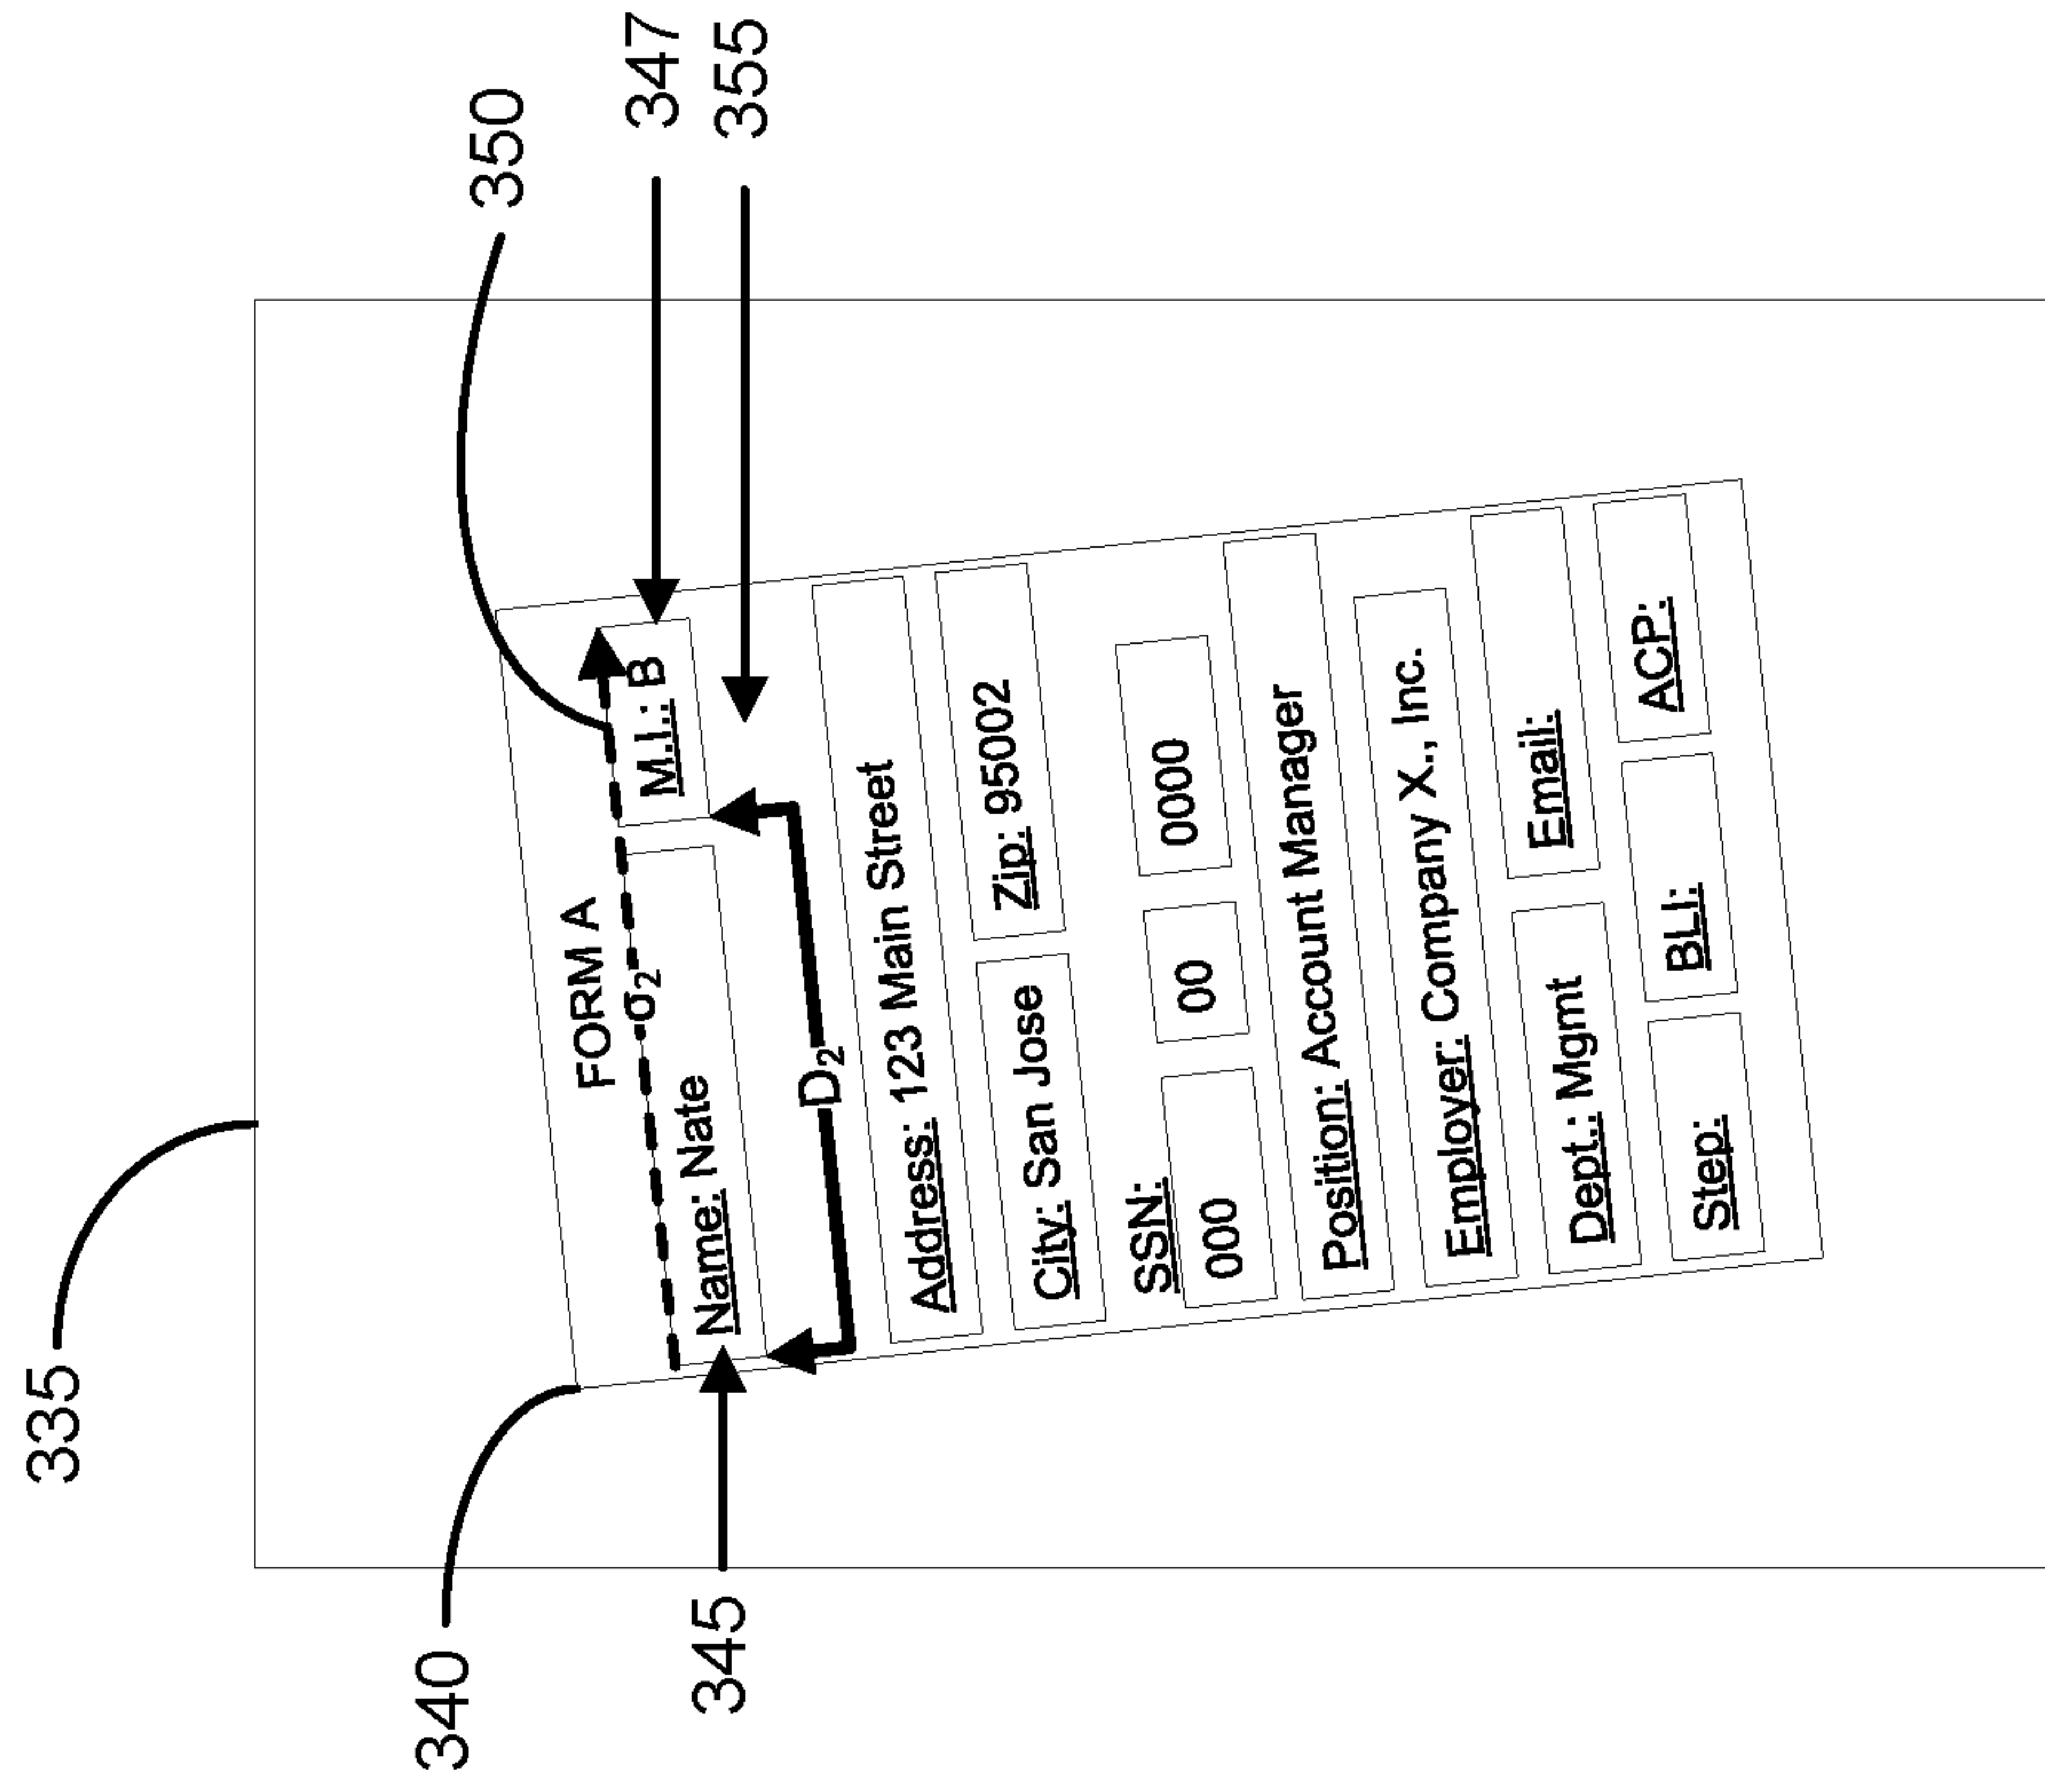 335
340
350
347
355
345
FORM A
σ₂
Name: Nate
M.I.: B
D₂
Address: 123 Main Street
City: San Jose
Zip: 95002
SSN:
000
00
0000
Position: Account Manager
Employer: Company X., Inc.
Dept.: Mgmt
Email:
Step:
BLI:
ACP: